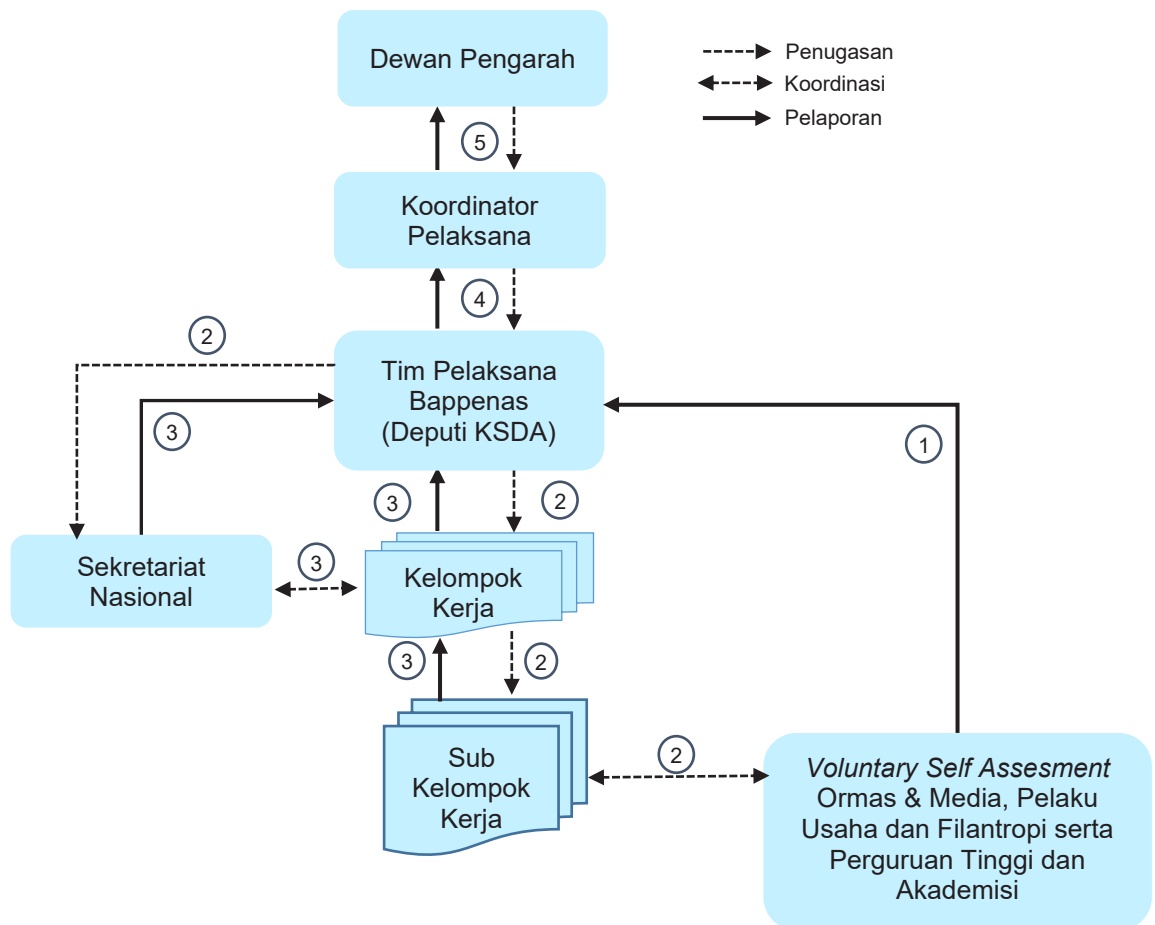 Dewan Pengarah
Penugasan
Koordinasi
Pelaporan
5
Koordinator
Pelaksana
4
2
Tim Pelaksana
Bappenas
(Deputi KSDA)
3
1
3
2
Sekretariat
Nasional
3
Kelompok
Kerja
3
2
Sub
Kelompok
Kerja
2
Voluntary Self Assesment
Ormas & Media, Pelaku
Usaha dan Filantropi serta
Perguruan Tinggi dan
Akademisi